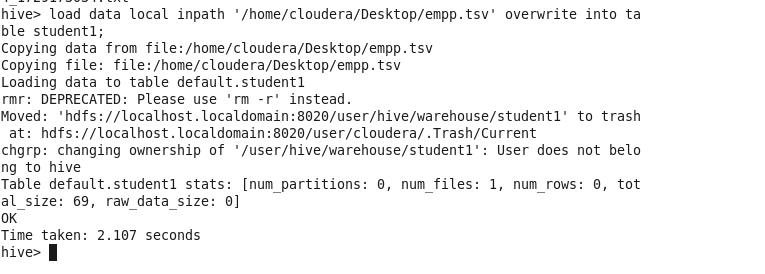 hive> load data local inpath '/home/cloudera/Desktop/empp.tsv' overwrite into ta
ble student1;
Copying data from file:/home/cloudera/Desktop/empp.tsv
Copying file: file:/home/cloudera/Desktop/empp.tsv
Loading data to table default.student1
rmr: DEPRECATED: Please use 'rm -r' instead.
Moved: 'hdfs://localhost.localdomain:8020/user/hive/warehouse/student1' to trash
 at: hdfs://localhost.localdomain:8020/user/cloudera/.Trash/Current
chgrp: changing ownership of '/user/hive/warehouse/student1': User does not belo
ng to hive
Table default.student1 stats: [num_partitions: 0, num_files: 1, num_rows: 0, tot
al_size: 69, raw_data_size: 0]
OK
Time taken: 2.107 seconds
hive>